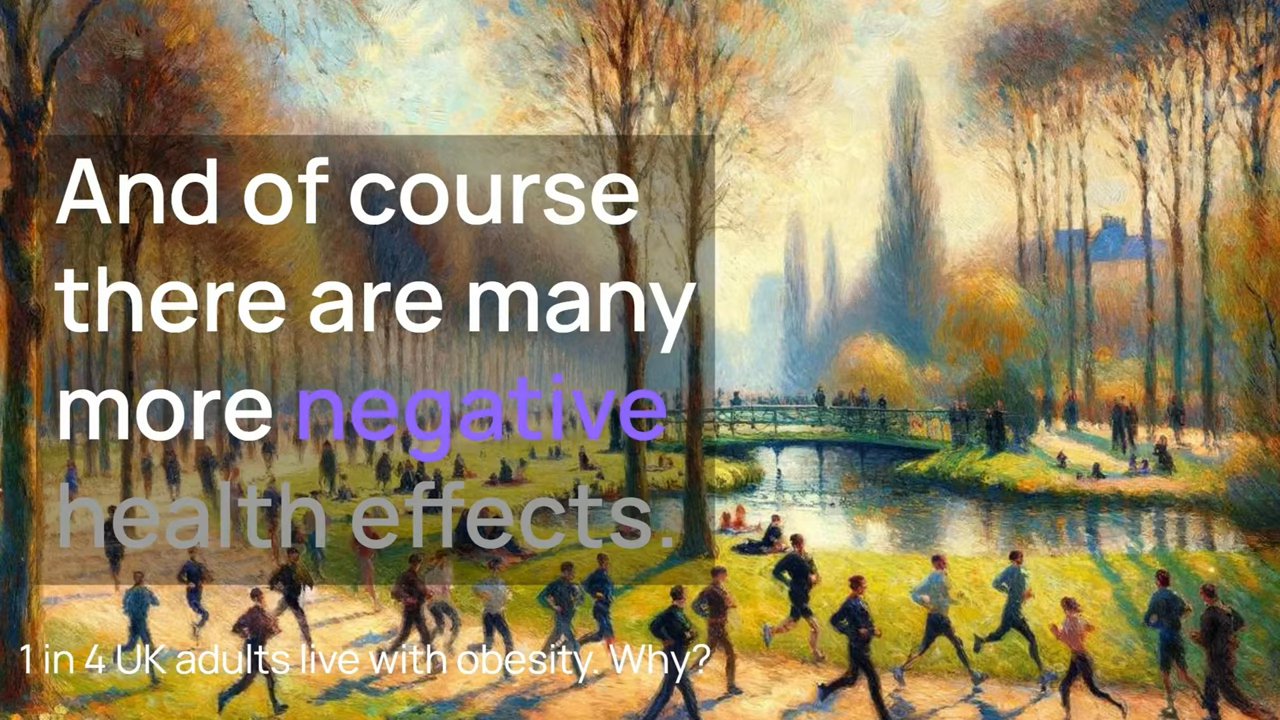 And of course
there are many
more negative
health effects.
1 in 4 UK adults live with obesity. Why?